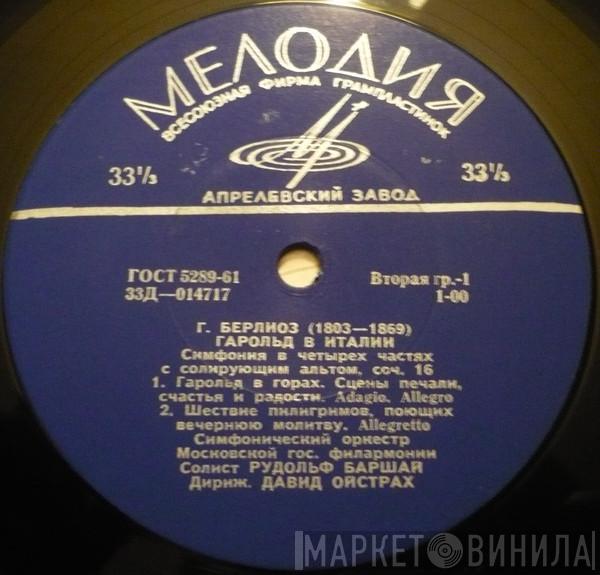 МЕЛОДИЯ
ВСЕСОЮЗНАЯ ФИРМА ГРАМПЛАСТИНОК
33⅓ 33⅓
АПРЕЛЕВСКИЙ ЗАВОД
ГОСТ 5289-61 Вторая гр.-1
33Д—014717 1-00
Г. БЕРЛИОЗ (1803—1869)
ГАРОЛЬД В ИТАЛИИ
Симфония в четырех частях
с солирующим альтом, соч. 16
1. Гарольд в горах. Сцены печали,
счастья и радости. Adagio. Allegro
2. Шествие пилигримов, поющих
вечернюю молитву. Allegretto
Симфонический оркестр
Московской гос. филармонии
Солист РУДОЛЬФ БАРШАЙ
Дириж. ДАВИД ОЙСТРАХ
МАРКЕТ ВИНИЛА